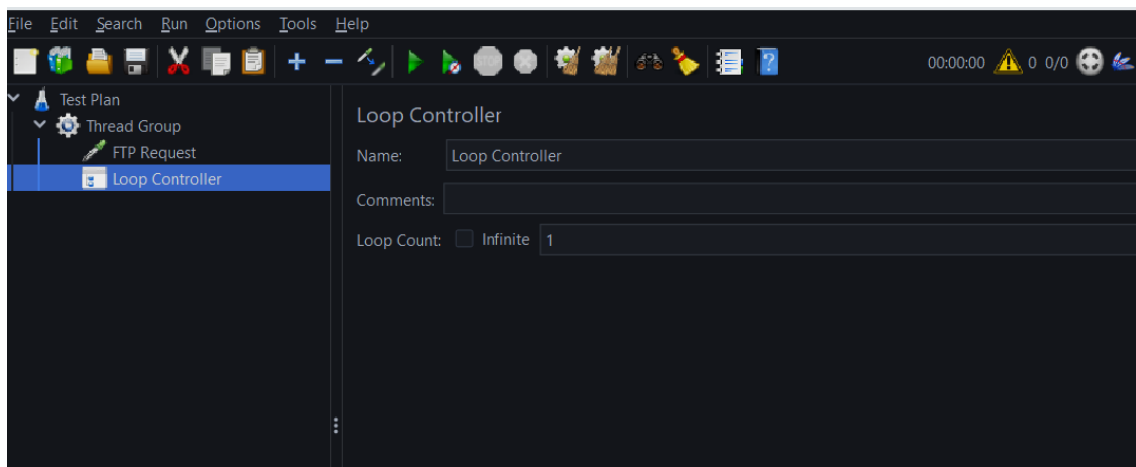 File Edit Search Run Options Tools Help
00:00:00 0 0/0
Test Plan
Thread Group
FTP Request
Loop Controller
Loop Controller
Name: Loop Controller
Comments:
Loop Count: Infinite 1